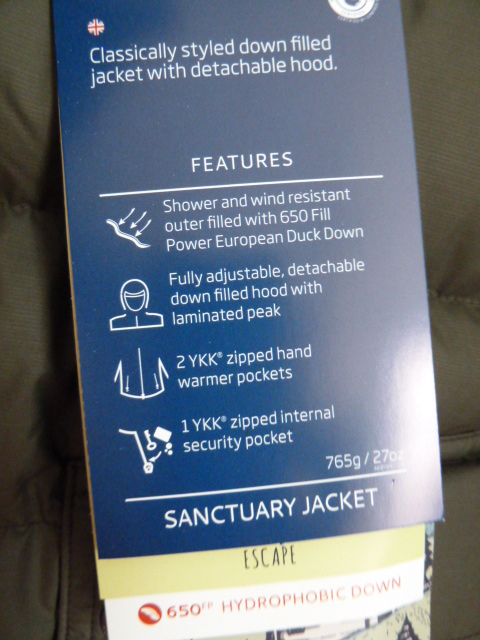 Classically styled down filled
jacket with detachable hood.
FEATURES
Shower and wind resistant
outer filled with 650 Fill
Power European Duck Down
Fully adjustable, detachable
down filled hood with
laminated peak
2 YKK® zipped hand
warmer pockets
1 YKK® zipped internal
security pocket
765g / 27oz
SANCTUARY JACKET
ESCAPE
650FP HYDROPHOBIC DOWN